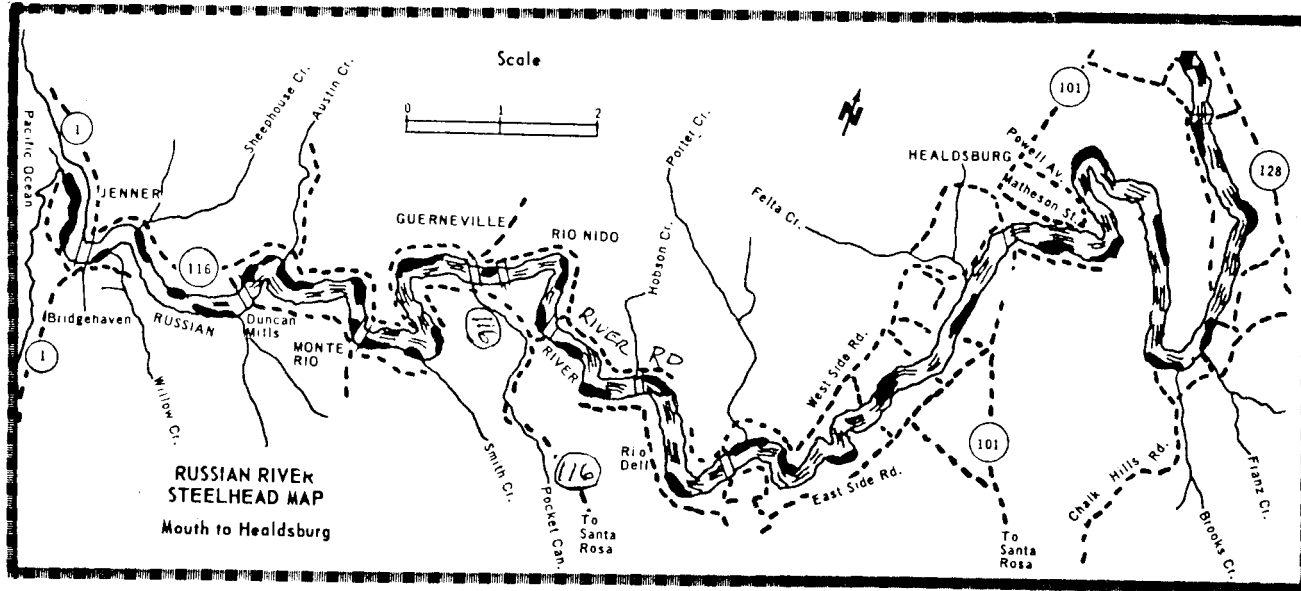 Scale
0 1 2
N
Pacific Ocean
1
JENNER
Sheephouse Cr.
Austin Cr.
116
Bridgehaven
RUSSIAN
Duncan
Mills
MONTE
RIO
1
Willow Cr.
GUERNEVILLE
RIO NIDO
116
RIVER
RIVER RD
Hobson Cr.
Porter Cr.
Felta Cr.
HEALDSBURG
101
Powell Av.
Matheson St.
128
West Side Rd.
East Side Rd.
Rio
Dell
Smith Cr.
Pocket Can.
116
To
Santa
Rosa
101
To
Santa
Rosa
Chalk Hills Rd.
Brooks Cr.
Franz Cr.
RUSSIAN RIVER
STEELHEAD MAP
Mouth to Healdsburg